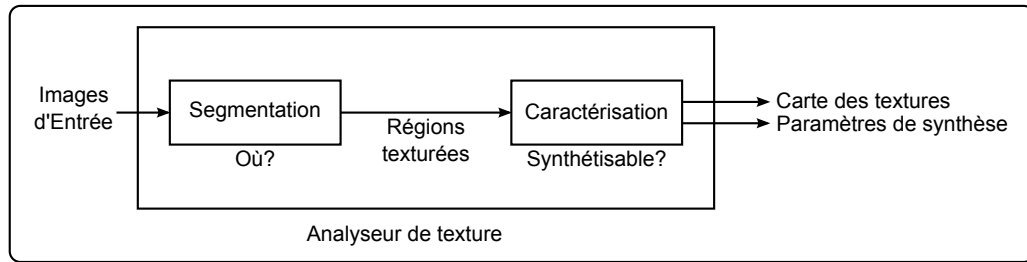 Images
d'Entrée
Segmentation
Où?
Régions
texturées
Caractérisation
Synthétisable?
Carte des textures
Paramètres de synthèse
Analyseur de texture